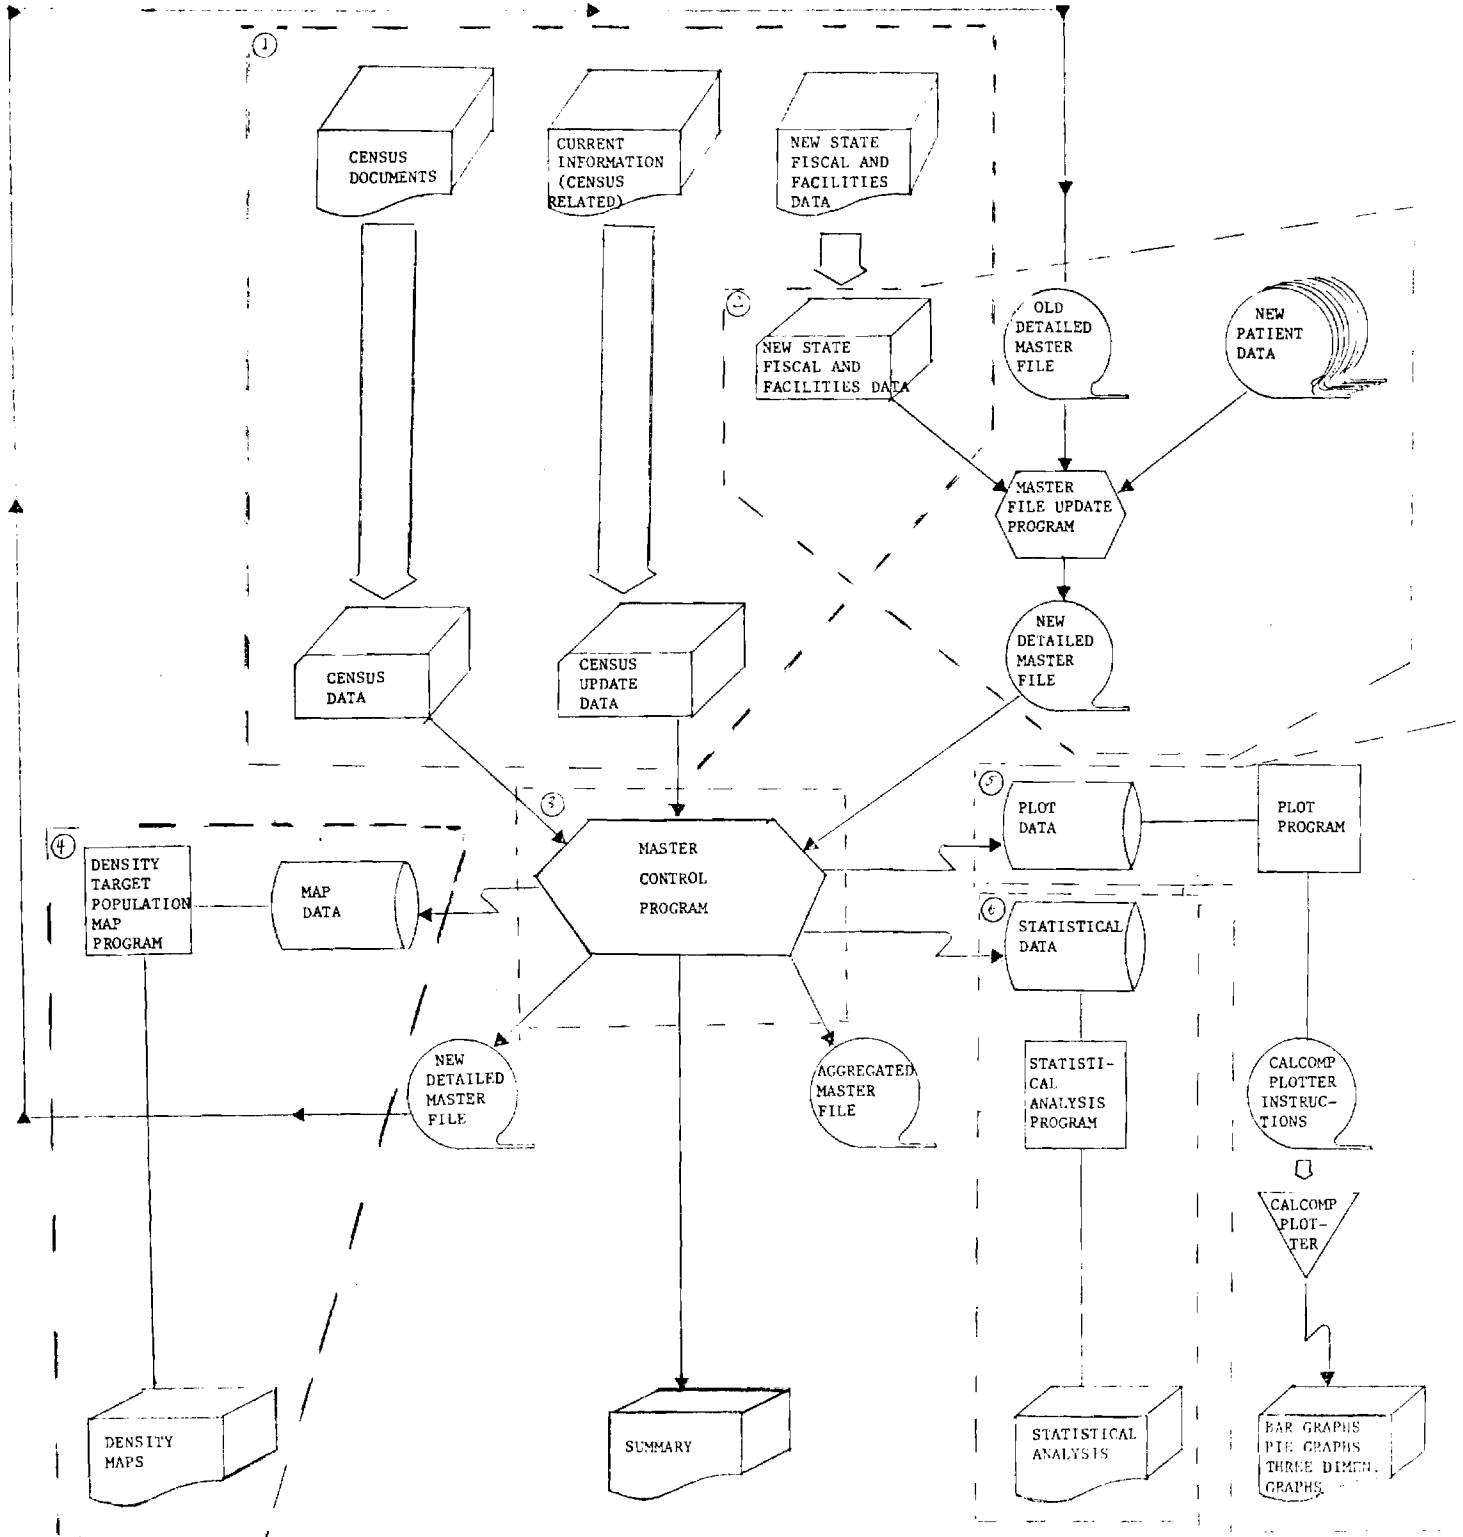 1
CENSUS
DOCUMENTS
CURRENT
INFORMATION
(CENSUS
RELATED)
NEW STATE
FISCAL AND
FACILITIES
DATA
2
NEW STATE
FISCAL AND
FACILITIES DATA
OLD
DETAILED
MASTER
FILE
NEW
PATIENT
DATA
MASTER
FILE UPDATE
PROGRAM
NEW
DETAILED
MASTER
FILE
CENSUS
DATA
CENSUS
UPDATE
DATA
3
MASTER
CONTROL
PROGRAM
4
DENSITY
TARGET
POPULATION
MAP
PROGRAM
MAP
DATA
5
PLOT
DATA
PLOT
PROGRAM
6
STATISTICAL
DATA
NEW
DETAILED
MASTER
FILE
AGGREGATED
MASTER
FILE
STATISTI-
CAL
ANALYSIS
PROGRAM
CALCOMP
PLOTTER
INSTRUC-
TIONS
CALCOMP
PLOT-
TER
DENSITY
MAPS
SUMMARY
STATISTICAL
ANALYSIS
BAR GRAPHS
PIE GRAPHS
THREE DIMEN.
GRAPHS